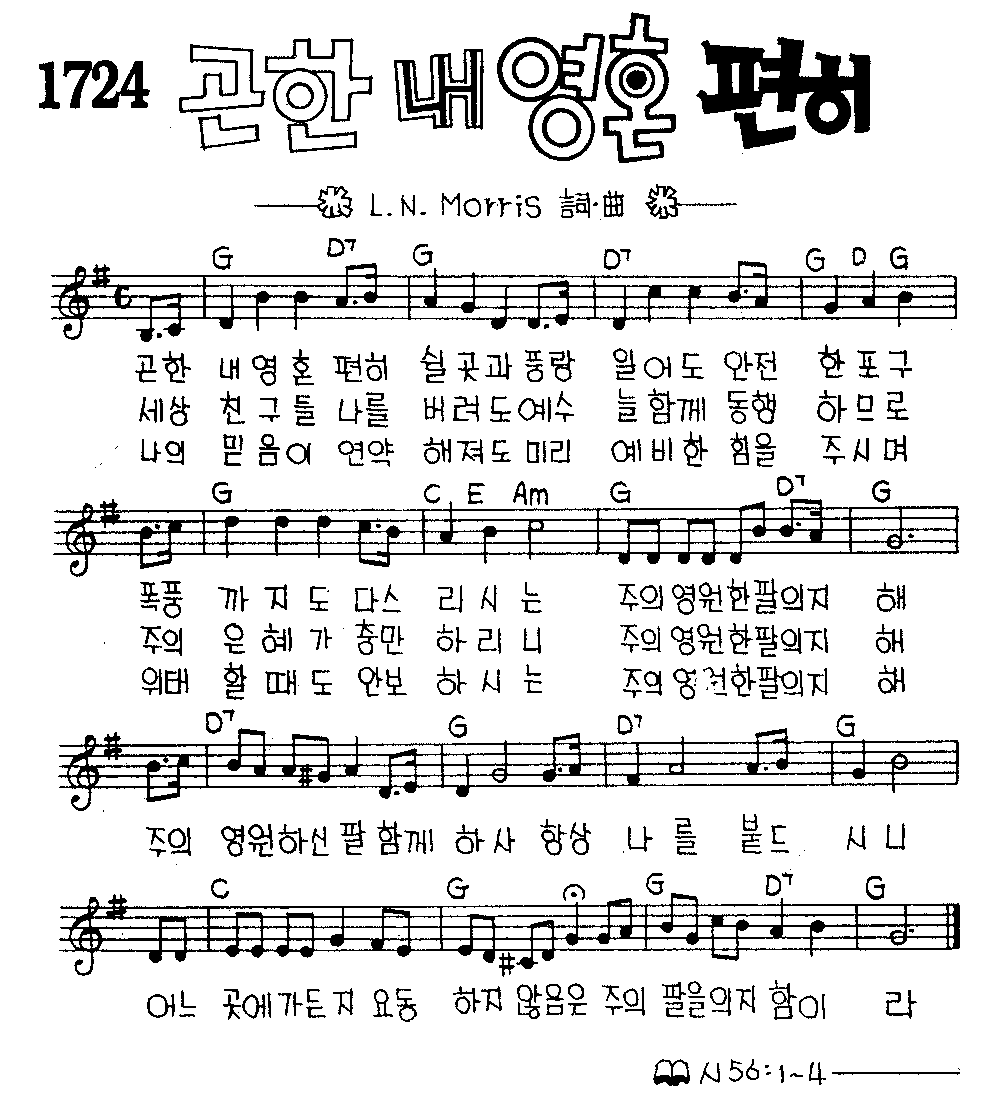 1724 곤한 내 영혼 편히
L.N. Morris 詞·曲
G D7 G D7 G D G
곤한 내 영 혼 편히 쉴 곳 과 풍랑 일 어 도 안전 한 포 구
세상 친 구 들 나를 버 려 도 예수 늘 함 께 동행 하 므 로
나의 믿 음 이 연약 해 져 도 미리 예 비 한 힘을 주 시 며
G C E Am G D7 G
폭풍 까 지 도 다스 리 시 는 주의 영원한팔의지 해
주의 은 혜 가 충만 하 리 니 주의 영원한팔의지 해
위태 할 때 도 안보 하 시 는 주의 영 한팔의지 해
D7 G D7 G
주의 영원하신 팔 함께 하 사 항상 나 를 붙드 시 니
C G G D7 G
어느 곳에가든지 요동 하지 않음은 주의 팔을의지 함이 라
시 56:1~4